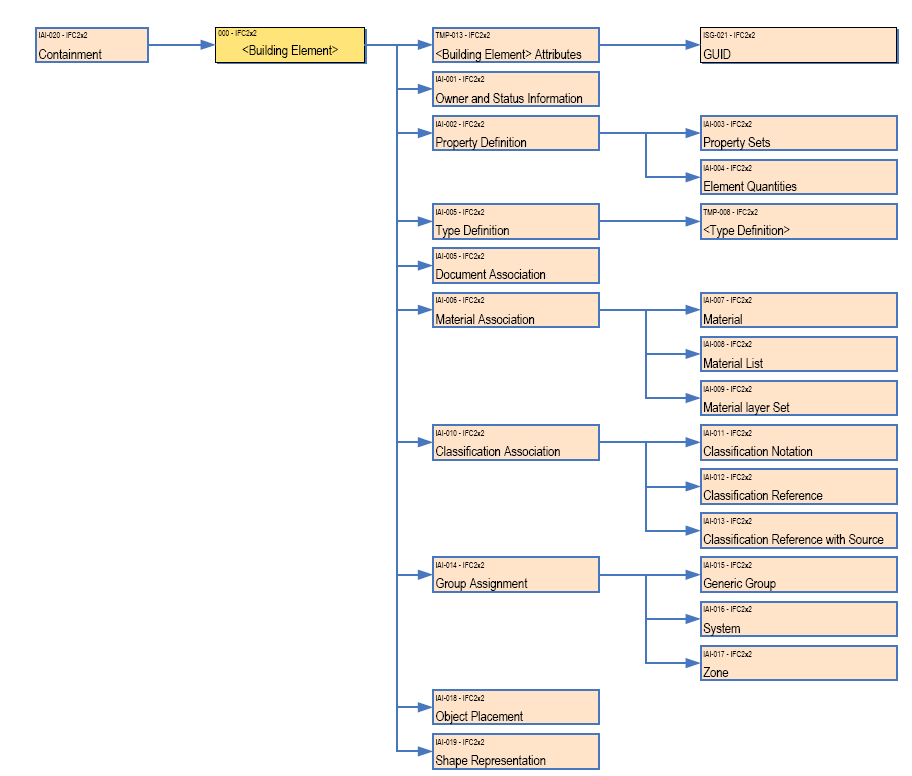 IAI-020 - IFC2x2
Containment
000 - IFC2x2
<Building Element>
TMP-013 - IFC2x2
<Building Element> Attributes
ISG-021 - IFC2x2
GUID
IAI-001 - IFC2x2
Owner and Status Information
IAI-002 - IFC2x2
Property Definition
IAI-003 - IFC2x2
Property Sets
IAI-004 - IFC2x2
Element Quantities
IAI-005 - IFC2x2
Type Definition
TMP-008 - IFC2x2
<Type Definition>
IAI-005 - IFC2x2
Document Association
IAI-006 - IFC2x2
Material Association
IAI-007 - IFC2x2
Material
IAI-008 - IFC2x2
Material List
IAI-009 - IFC2x2
Material layer Set
IAI-010 - IFC2x2
Classification Association
IAI-011 - IFC2x2
Classification Notation
IAI-012 - IFC2x2
Classification Reference
IAI-013 - IFC2x2
Classification Reference with Source
IAI-014 - IFC2x2
Group Assignment
IAI-015 - IFC2x2
Generic Group
IAI-016 - IFC2x2
System
IAI-017 - IFC2x2
Zone
IAI-018 - IFC2x2
Object Placement
IAI-019 - IFC2x2
Shape Representation